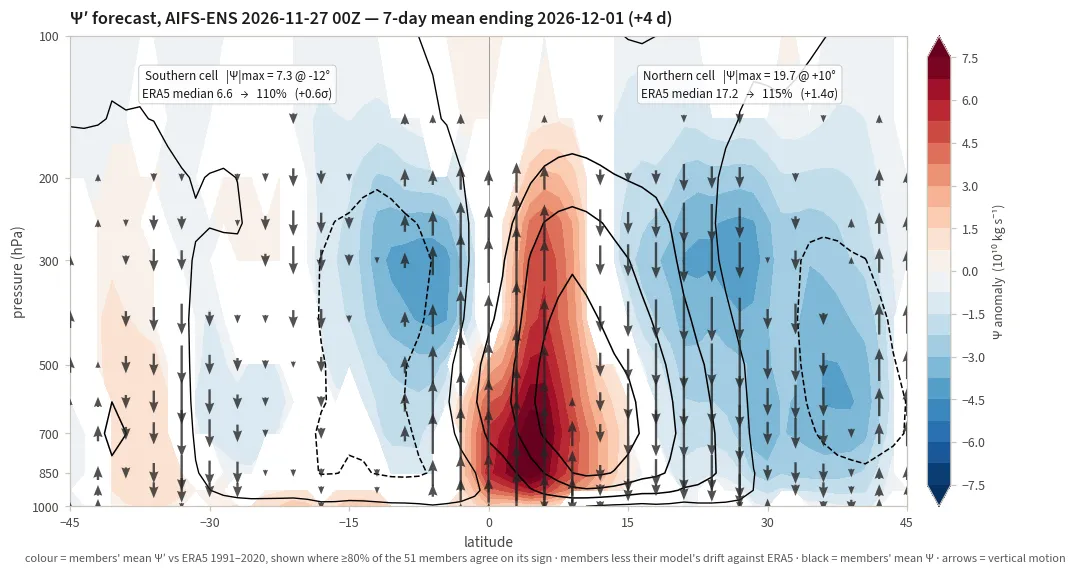 Ψ′ forecast, AIFS-ENS 2026-11-27 00Z — 7-day mean ending 2026-12-01 (+4 d)
Southern cell |Ψ|max = 7.3 @ -12°
ERA5 median 6.6 → 110% (+0.6σ)
Northern cell |Ψ|max = 19.7 @ +10°
ERA5 median 17.2 → 115% (+1.4σ)
pressure (hPa)
100
200
300
400
500
700
850
1000
−45
−30
−15
0
15
30
45
latitude
7.5
6.0
4.5
3.0
1.5
0.0
−1.5
−3.0
−4.5
−6.0
−7.5
Ψ anomaly (10¹⁰ kg s⁻¹)
colour = members' mean Ψ′ vs ERA5 1991–2020, shown where ≥80% of the 51 members agree on its sign · members less their model's drift against ERA5 · black = members' mean Ψ · arrows = vertical motion